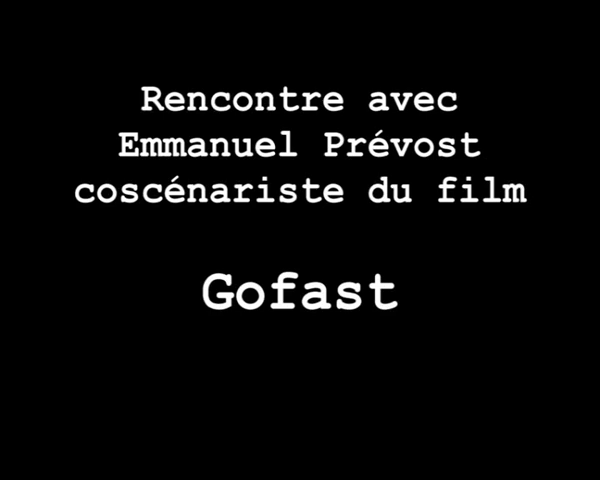 Rencontre avec
Emmanuel Prévost
coscénariste du film
Gofast